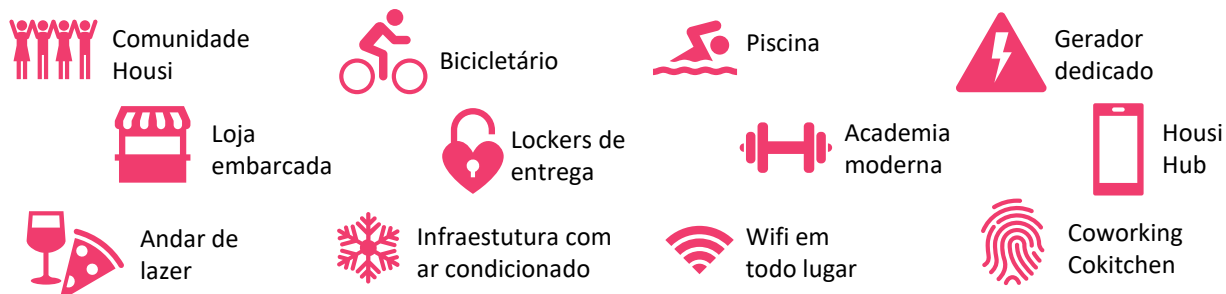 Comunidade
Housi
Bicicletário
Piscina
Gerador
dedicado
Loja
embarcada
Lockers de
entrega
Academia
moderna
Housi
Hub
Andar de
lazer
Infraestutura com
ar condicionado
Wifi em
todo lugar
Coworking
Cokitchen